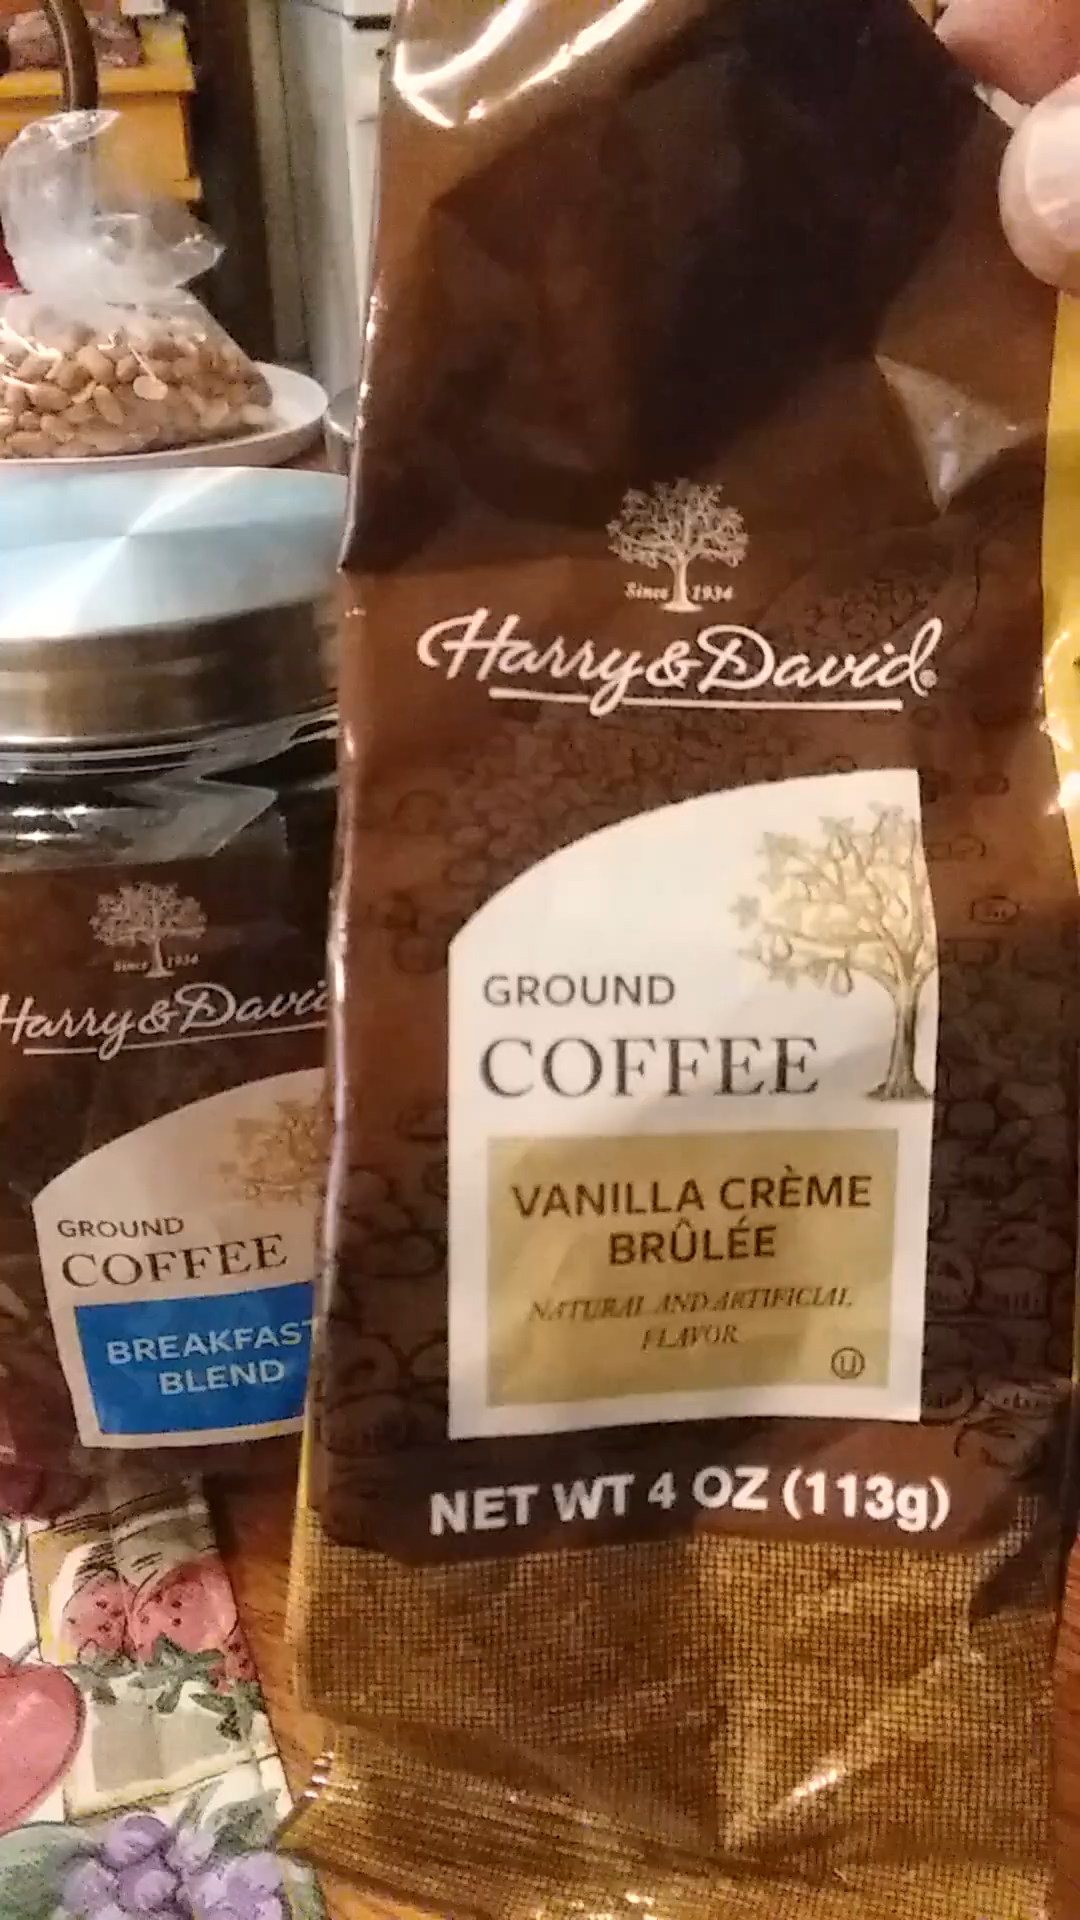 Since 1934
Harry & David®
GROUND
COFFEE
VANILLA CRÈME
BRÛLÉE
NATURAL AND ARTIFICIAL
FLAVOR
U
NET WT 4 OZ (113g)
Since 1934
Harry & David
GROUND
COFFEE
BREAKFAST
BLEND